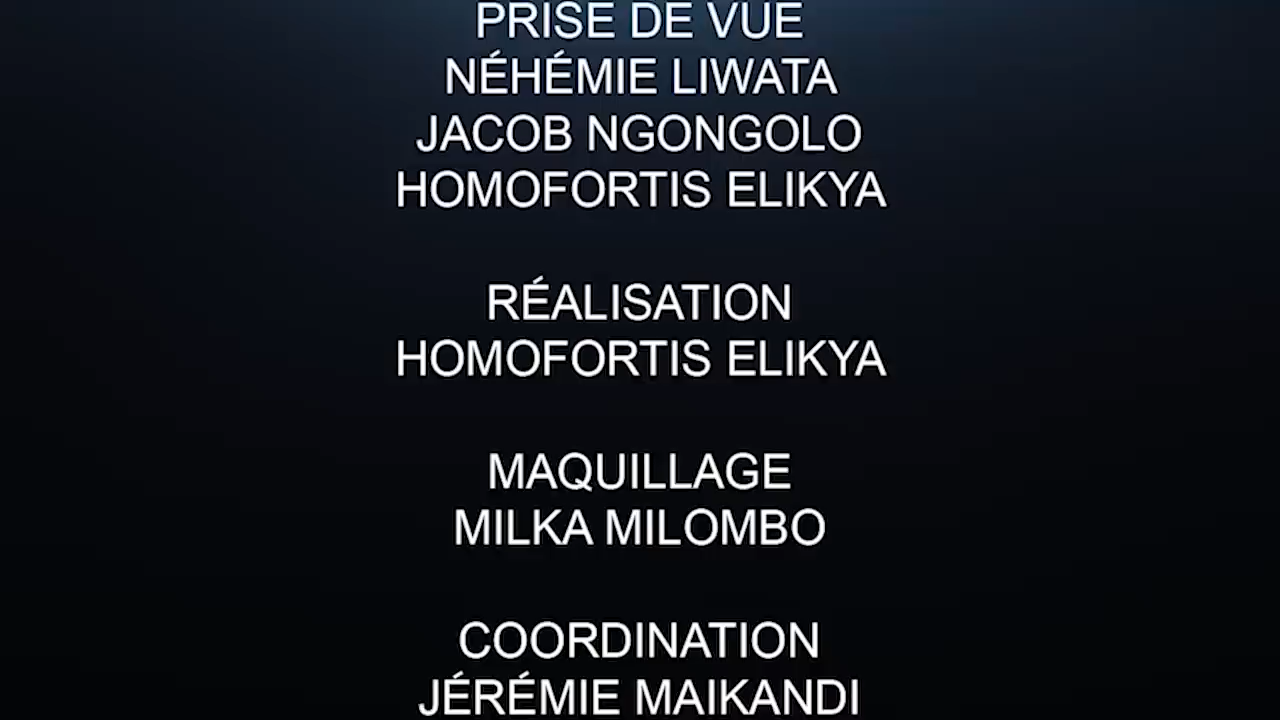 PRISE DE VUE
NÉHÉMIE LIWATA
JACOB NGONGOLO
HOMOFORTIS ELIKYA
RÉALISATION
HOMOFORTIS ELIKYA
MAQUILLAGE
MILKA MILOMBO
COORDINATION
JÉRÉMIE MAIKANDI